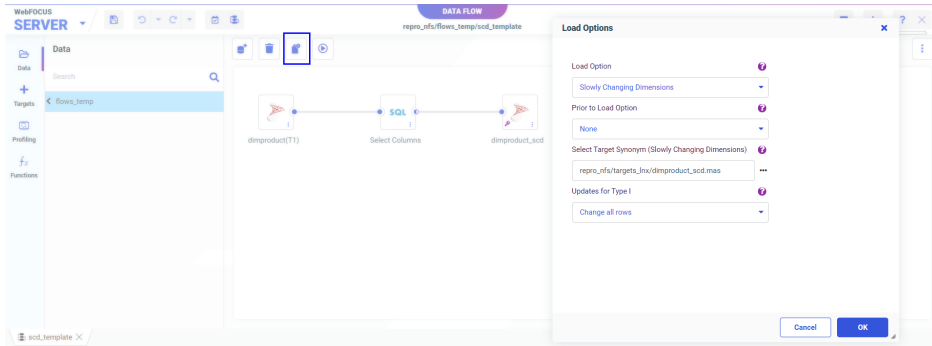 WebFOCUS
SERVER
DATA FLOW
repro_nfs/flows_temp/scd_template
Data
Targets
Profiling
fx
Functions
Data
Search
flows_temp
dimproduct(T1)
SQL
Select Columns
dimproduct_scd
Load Options
Load Option
Slowly Changing Dimensions
Prior to Load Option
None
Select Target Synonym (Slowly Changing Dimensions)
repro_nfs/targets_lnx/dimproduct_scd.mas
Updates for Type I
Change all rows
Cancel
OK
scd_template